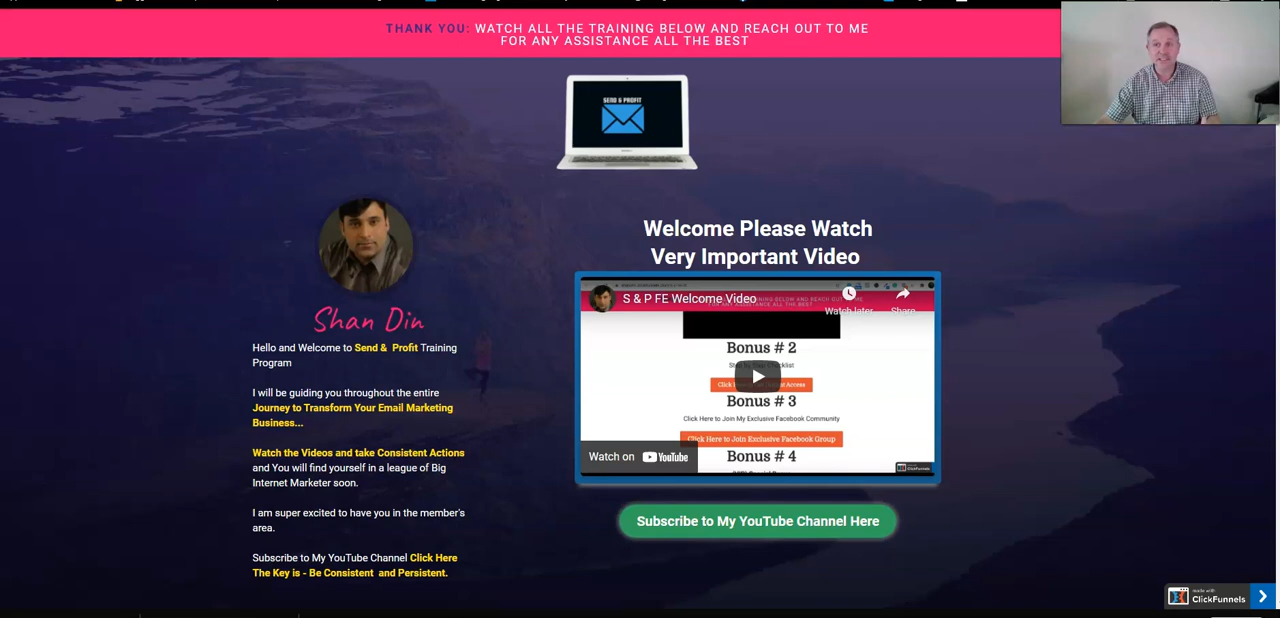 THANK YOU: WATCH ALL THE TRAINING BELOW AND REACH OUT TO ME
FOR ANY ASSISTANCE ALL THE BEST
SEND & PROFIT
Shan Din
Hello and Welcome to Send & Profit Training
Program
I will be guiding you throughout the entire
Journey to Transform Your Email Marketing
Business...
Watch the Videos and take Consistent Actions
and You will find yourself in a league of Big
Internet Marketer soon.
I am super excited to have you in the member's
area.
Subscribe to My YouTube Channel Click Here
The Key is - Be Consistent and Persistent.
Welcome Please Watch
Very Important Video
S & P FE Welcome Video
Watch later
Share
Bonus # 2
Checklist
Click
Access
Bonus # 3
Click Here to Join My Exclusive Facebook Community
Click Here to Join Exclusive Facebook Group
Bonus # 4
Watch on YouTube
ClickFunnels
Subscribe to My YouTube Channel Here
made with
ClickFunnels